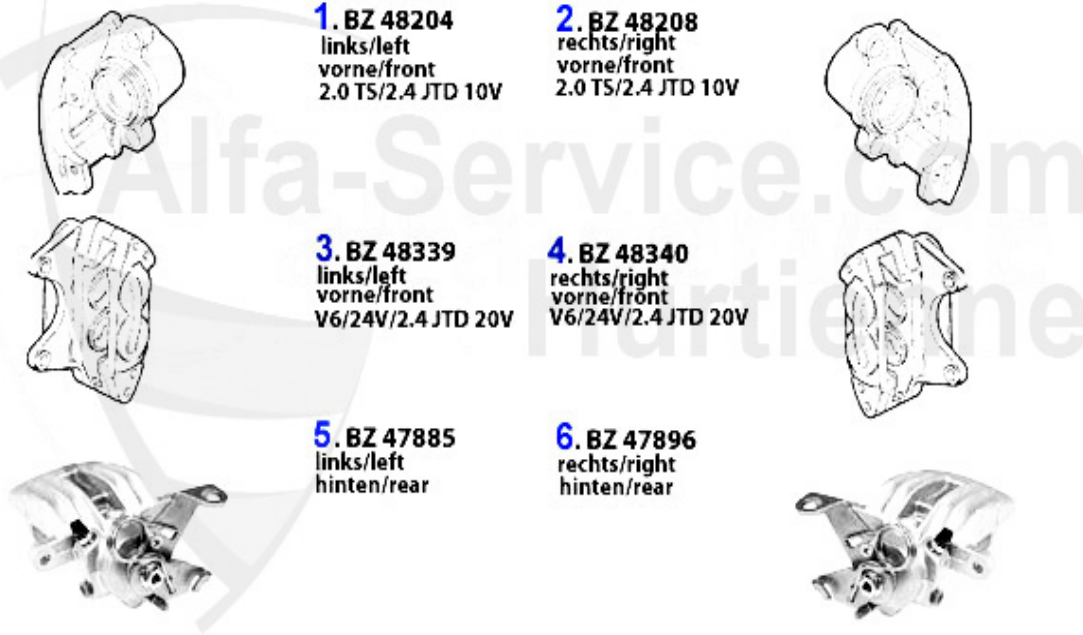 1. BZ 48204
links/left
vorne/front
2.0 TS/2.4 JTD 10V
2. BZ 48208
rechts/right
vorne/front
2.0 TS/2.4 JTD 10V
Alfa-Service.com
3. BZ 48339
links/left
vorne/front
V6/24V/2.4 JTD 20V
4. BZ 48340
rechts/right
vorne/front
V6/24V/2.4 JTD 20V
Hurtienne
5. BZ 47885
links/left
hinten/rear
6. BZ 47896
rechts/right
hinten/rear